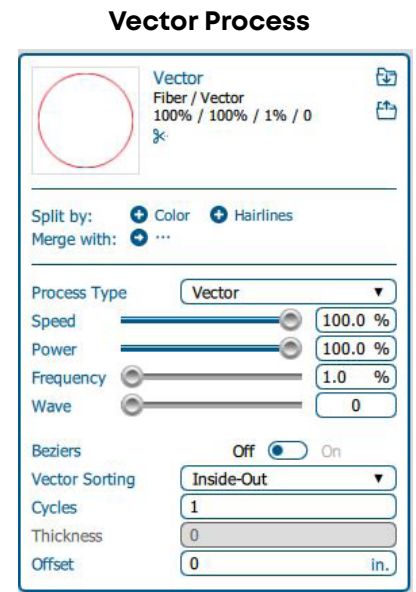 Vector Process
Vector
Fiber / Vector
100% / 100% / 1% / 0
Split by: Color Hairlines
Merge with: ...
Process Type Vector
Speed 100.0 %
Power 100.0 %
Frequency 1.0 %
Wave 0
Beziers Off On
Vector Sorting Inside-Out
Cycles 1
Thickness 0
Offset 0 in.